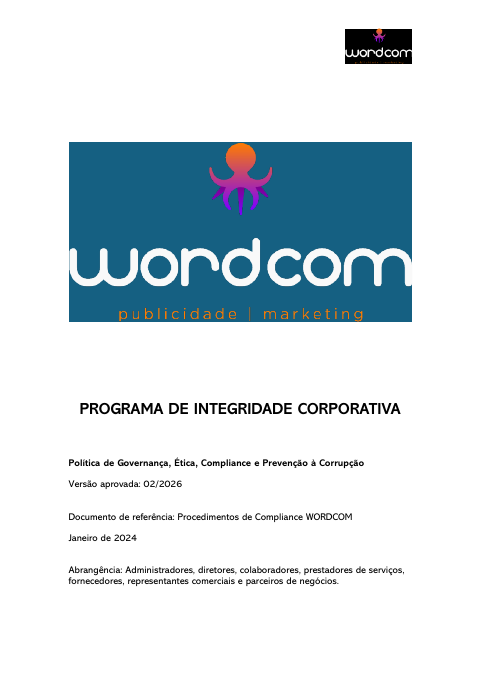 wordcom
wordcom
publicidade | marketing
PROGRAMA DE INTEGRIDADE CORPORATIVA
Política de Governança, Ética, Compliance e Prevenção à Corrupção
Versão aprovada: 02/2026
Documento de referência: Procedimentos de Compliance WORDCOM
Janeiro de 2024
Abrangência: Administradores, diretores, colaboradores, prestadores de serviços,
fornecedores, representantes comerciais e parceiros de negócios.